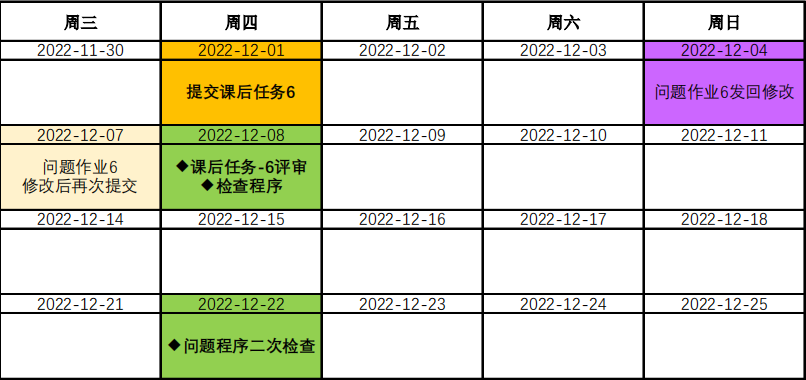 周三 周四 周五 周六 周日
2022-11-30 2022-12-01 2022-12-02 2022-12-03 2022-12-04
提交课后任务6 问题作业6发回修改
2022-12-07 2022-12-08 2022-12-09 2022-12-10 2022-12-11
问题作业6 ◆课后任务-6评审
修改后再次提交 ◆检查程序
2022-12-14 2022-12-15 2022-12-16 2022-12-17 2022-12-18
2022-12-21 2022-12-22 2022-12-23 2022-12-24 2022-12-25
◆问题程序二次检查